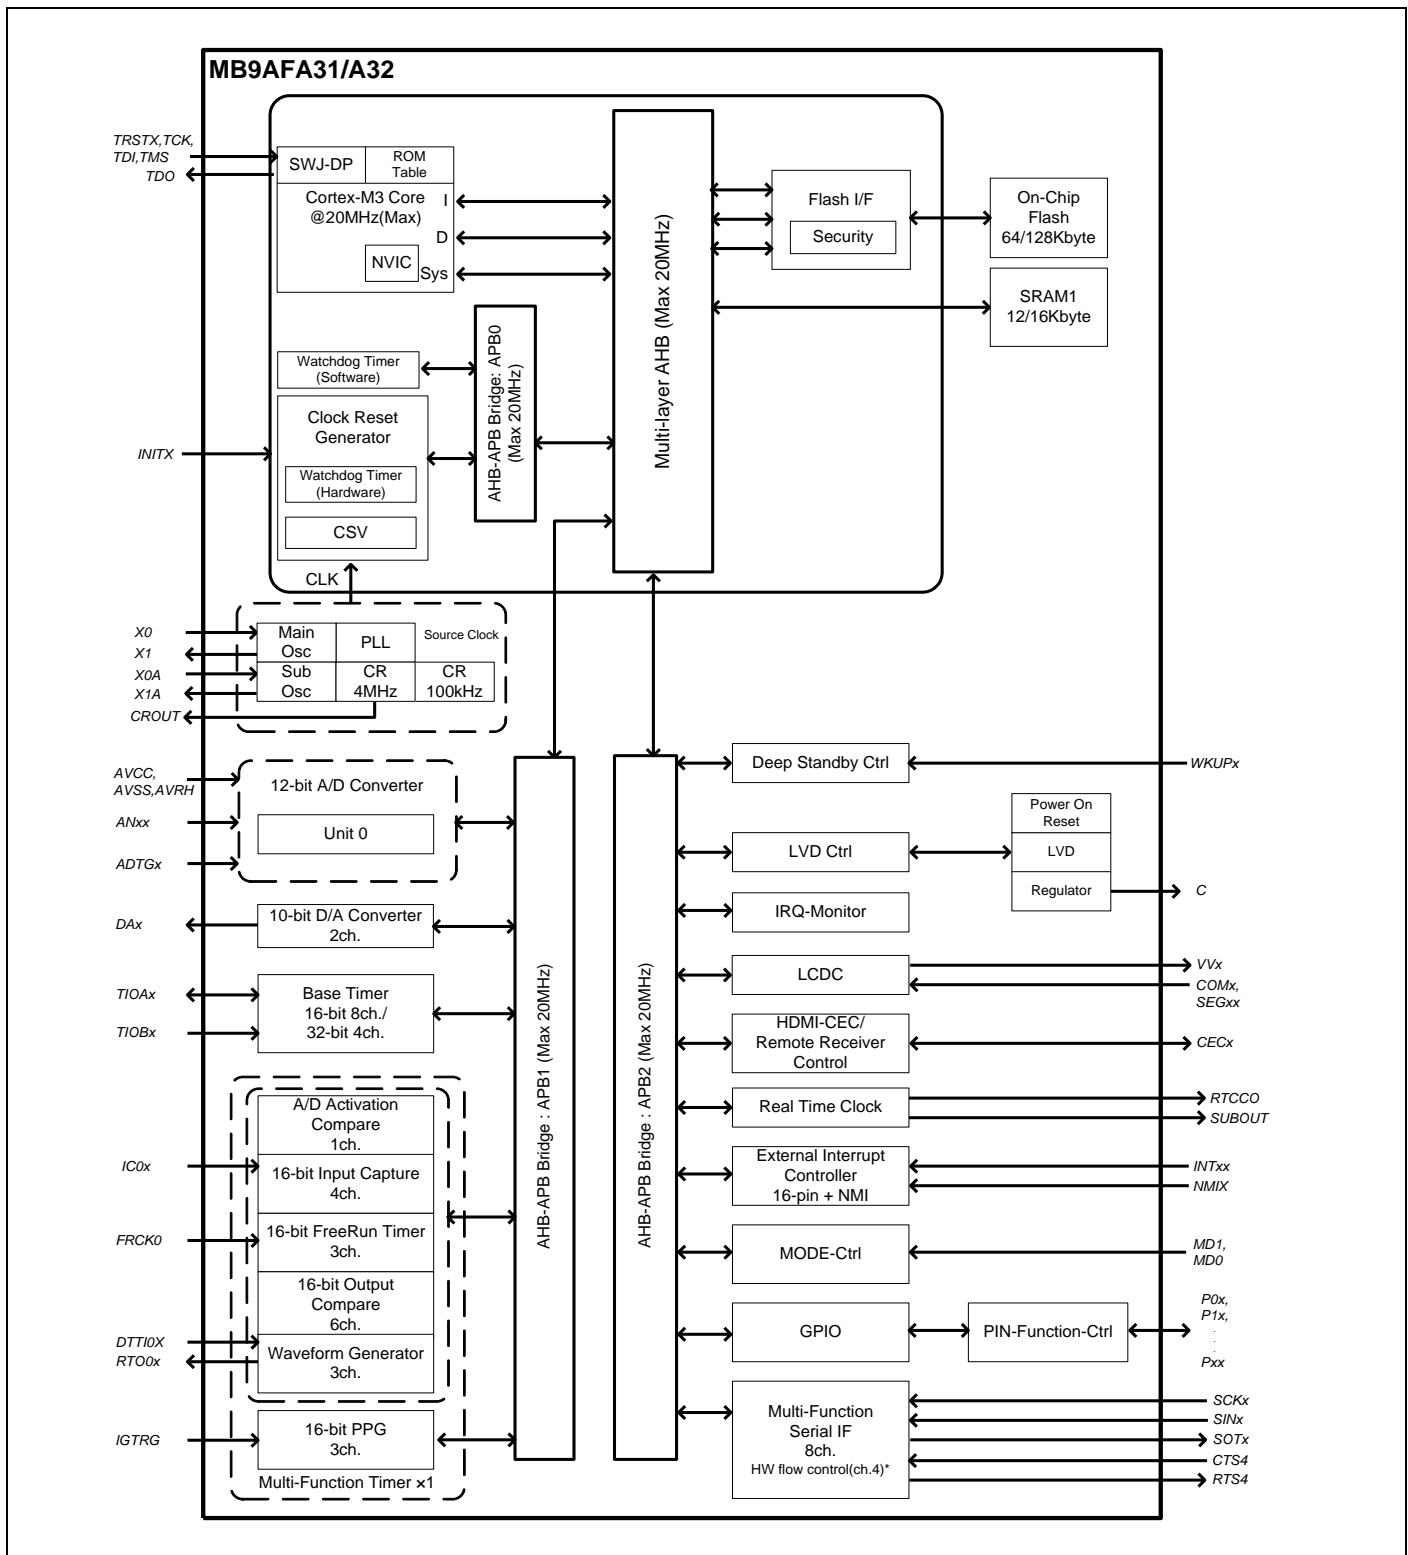 MB9AFA31/A32
TRSTX,TCK,
TDI,TMS
TDO
SWJ-DP
ROM
Table
Cortex-M3 Core
@20MHz(Max)
I
D
NVIC
Sys
Multi-layer AHB (Max 20MHz)
Flash I/F
Security
On-Chip
Flash
64/128Kbyte
SRAM1
12/16Kbyte
AHB-APB Bridge: APB0
(Max 20MHz)
Watchdog Timer
(Software)
Clock Reset
Generator
INITX
Watchdog Timer
(Hardware)
CSV
CLK
X0
X1
X0A
X1A
CROUT
Main
Osc
PLL
Source Clock
Sub
Osc
CR
4MHz
CR
100kHz
AVCC,
AVSS,AVRH
ANxx
ADTGx
12-bit A/D Converter
Unit 0
DAx
10-bit D/A Converter
2ch.
TIOAx
TIOBx
Base Timer
16-bit 8ch./
32-bit 4ch.
A/D Activation
Compare
1ch.
IC0x
16-bit Input Capture
4ch.
FRCK0
16-bit FreeRun Timer
3ch.
16-bit Output
Compare
6ch.
DTTI0X
RTO0x
Waveform Generator
3ch.
IGTRG
16-bit PPG
3ch.
Multi-Function Timer ×1
AHB-APB Bridge : APB1 (Max 20MHz)
AHB-APB Bridge : APB2 (Max 20MHz)
Deep Standby Ctrl
WKUPx
Power On
Reset
LVD Ctrl
LVD
Regulator
C
IRQ-Monitor
LCDC
VVx
COMx,
SEGxx
HDMI-CEC/
Remote Receiver
Control
CECx
Real Time Clock
RTCCO
SUBOUT
External Interrupt
Controller
16-pin + NMI
INTxx
NMIX
MODE-Ctrl
MD1,
MD0
GPIO
PIN-Function-Ctrl
P0x,
P1x,
.
.
.
Pxx
Multi-Function
Serial IF
8ch.
HW flow control(ch.4)*
SCKx
SINx
SOTx
CTS4
RTS4